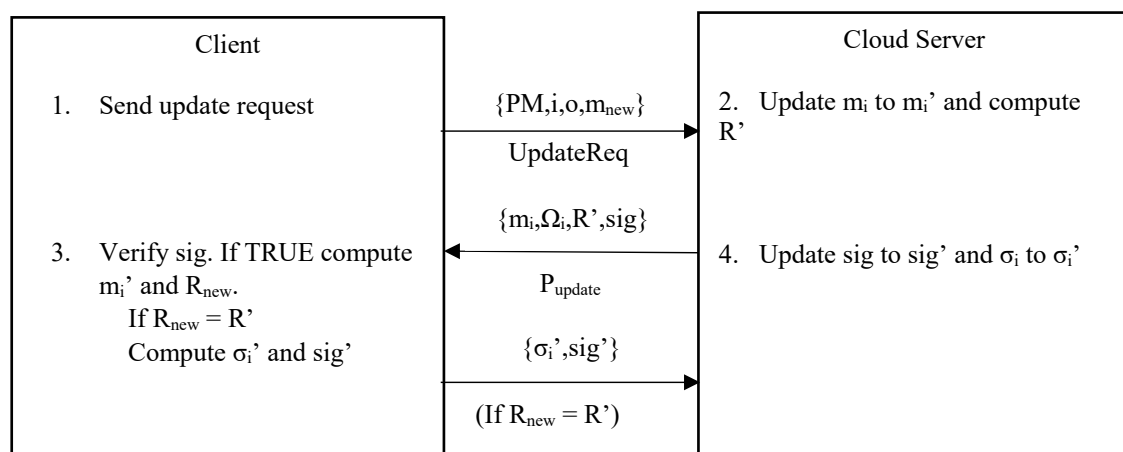 Client
Cloud Server
1. Send update request
{PM,i,o,mₙₑw}
UpdateReq
2. Update mᵢ to mᵢ’ and compute
R’
{mᵢ,Ωᵢ,R’,sig}
Pᵤₚdₐₜₑ
3. Verify sig. If TRUE compute
mᵢ’ and Rₙₑw.
If Rₙₑw = R’
Compute σᵢ’ and sig’
4. Update sig to sig’ and σᵢ to σᵢ’
{σᵢ’,sig’}
(If Rₙₑw = R’)